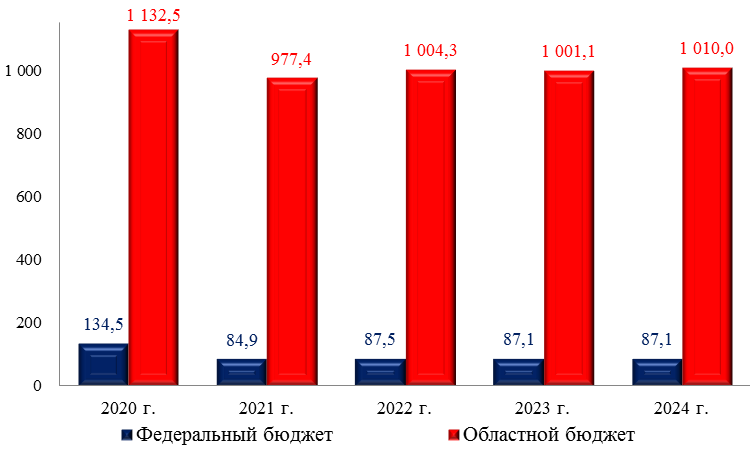 1 132,5
977,4
1 004,3
1 001,1
1 010,0
1 000
800
600
400
200
0
134,5
84,9
87,5
87,1
87,1
2020 г.
2021 г.
2022 г.
2023 г.
2024 г.
Федеральный бюджет
Областной бюджет